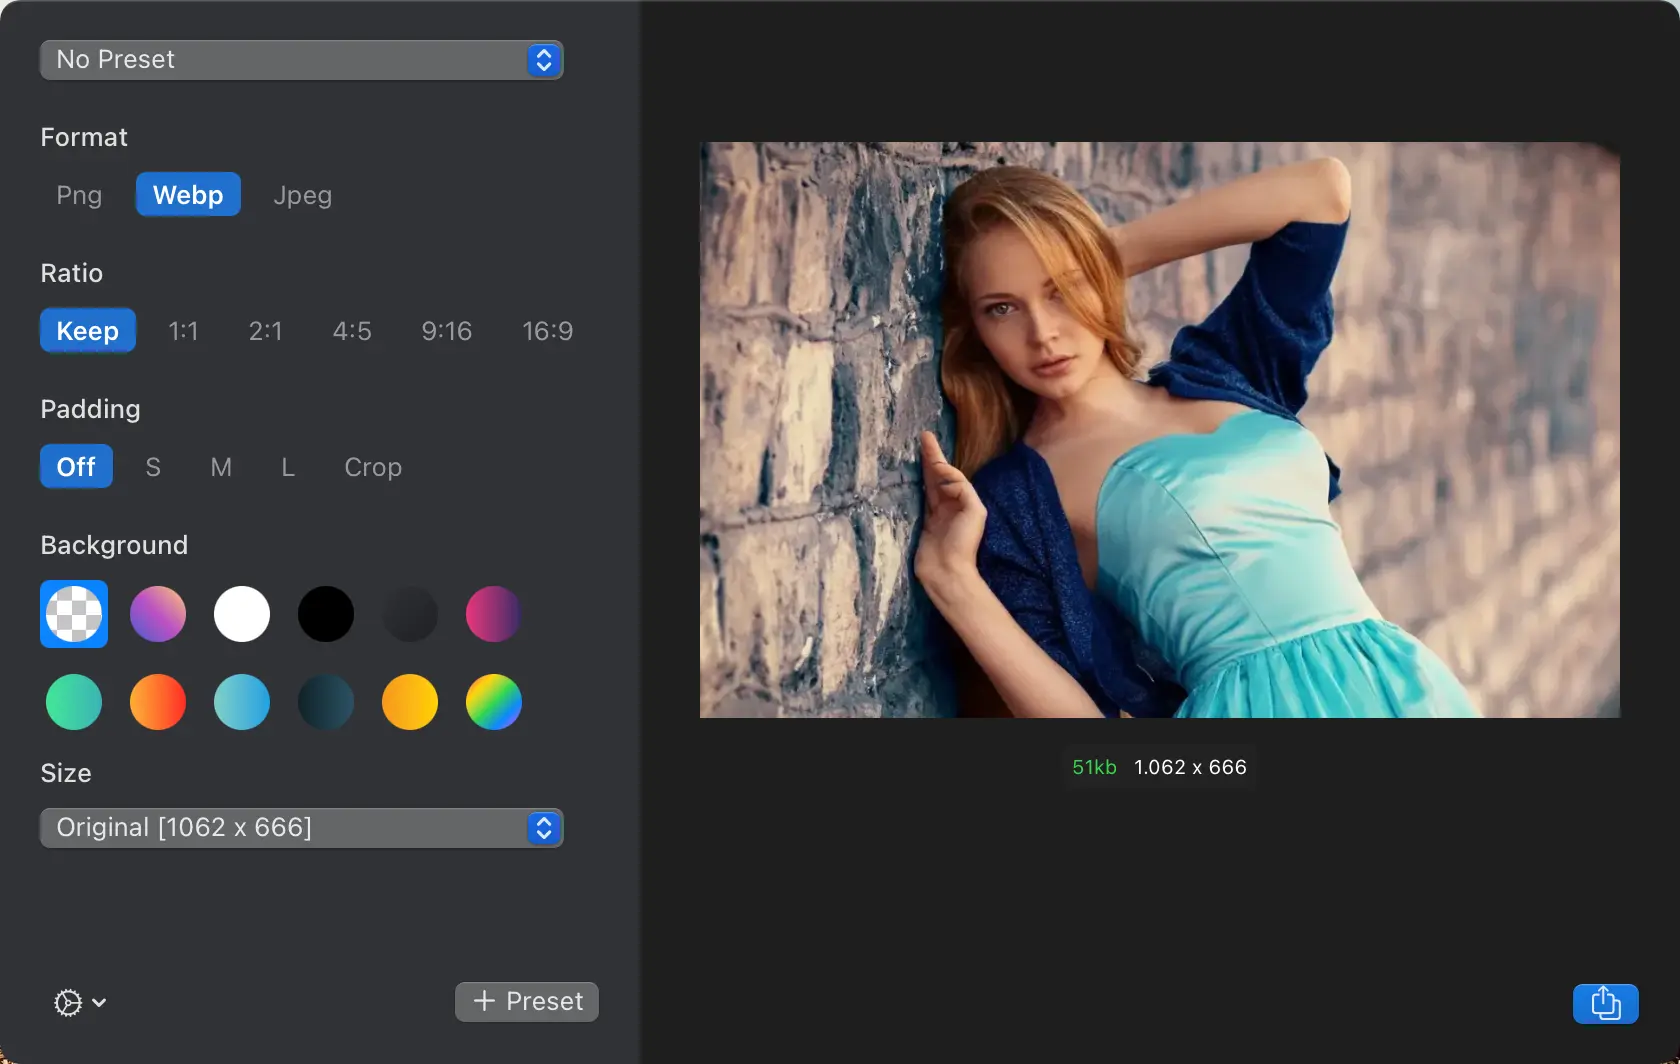 No Preset
Format
Png Webp Jpeg
Ratio
Keep 1:1 2:1 4:5 9:16 16:9
Padding
Off S M L Crop
Background
Size
Original [1062 x 666]
51kb 1.062 x 666
+ Preset